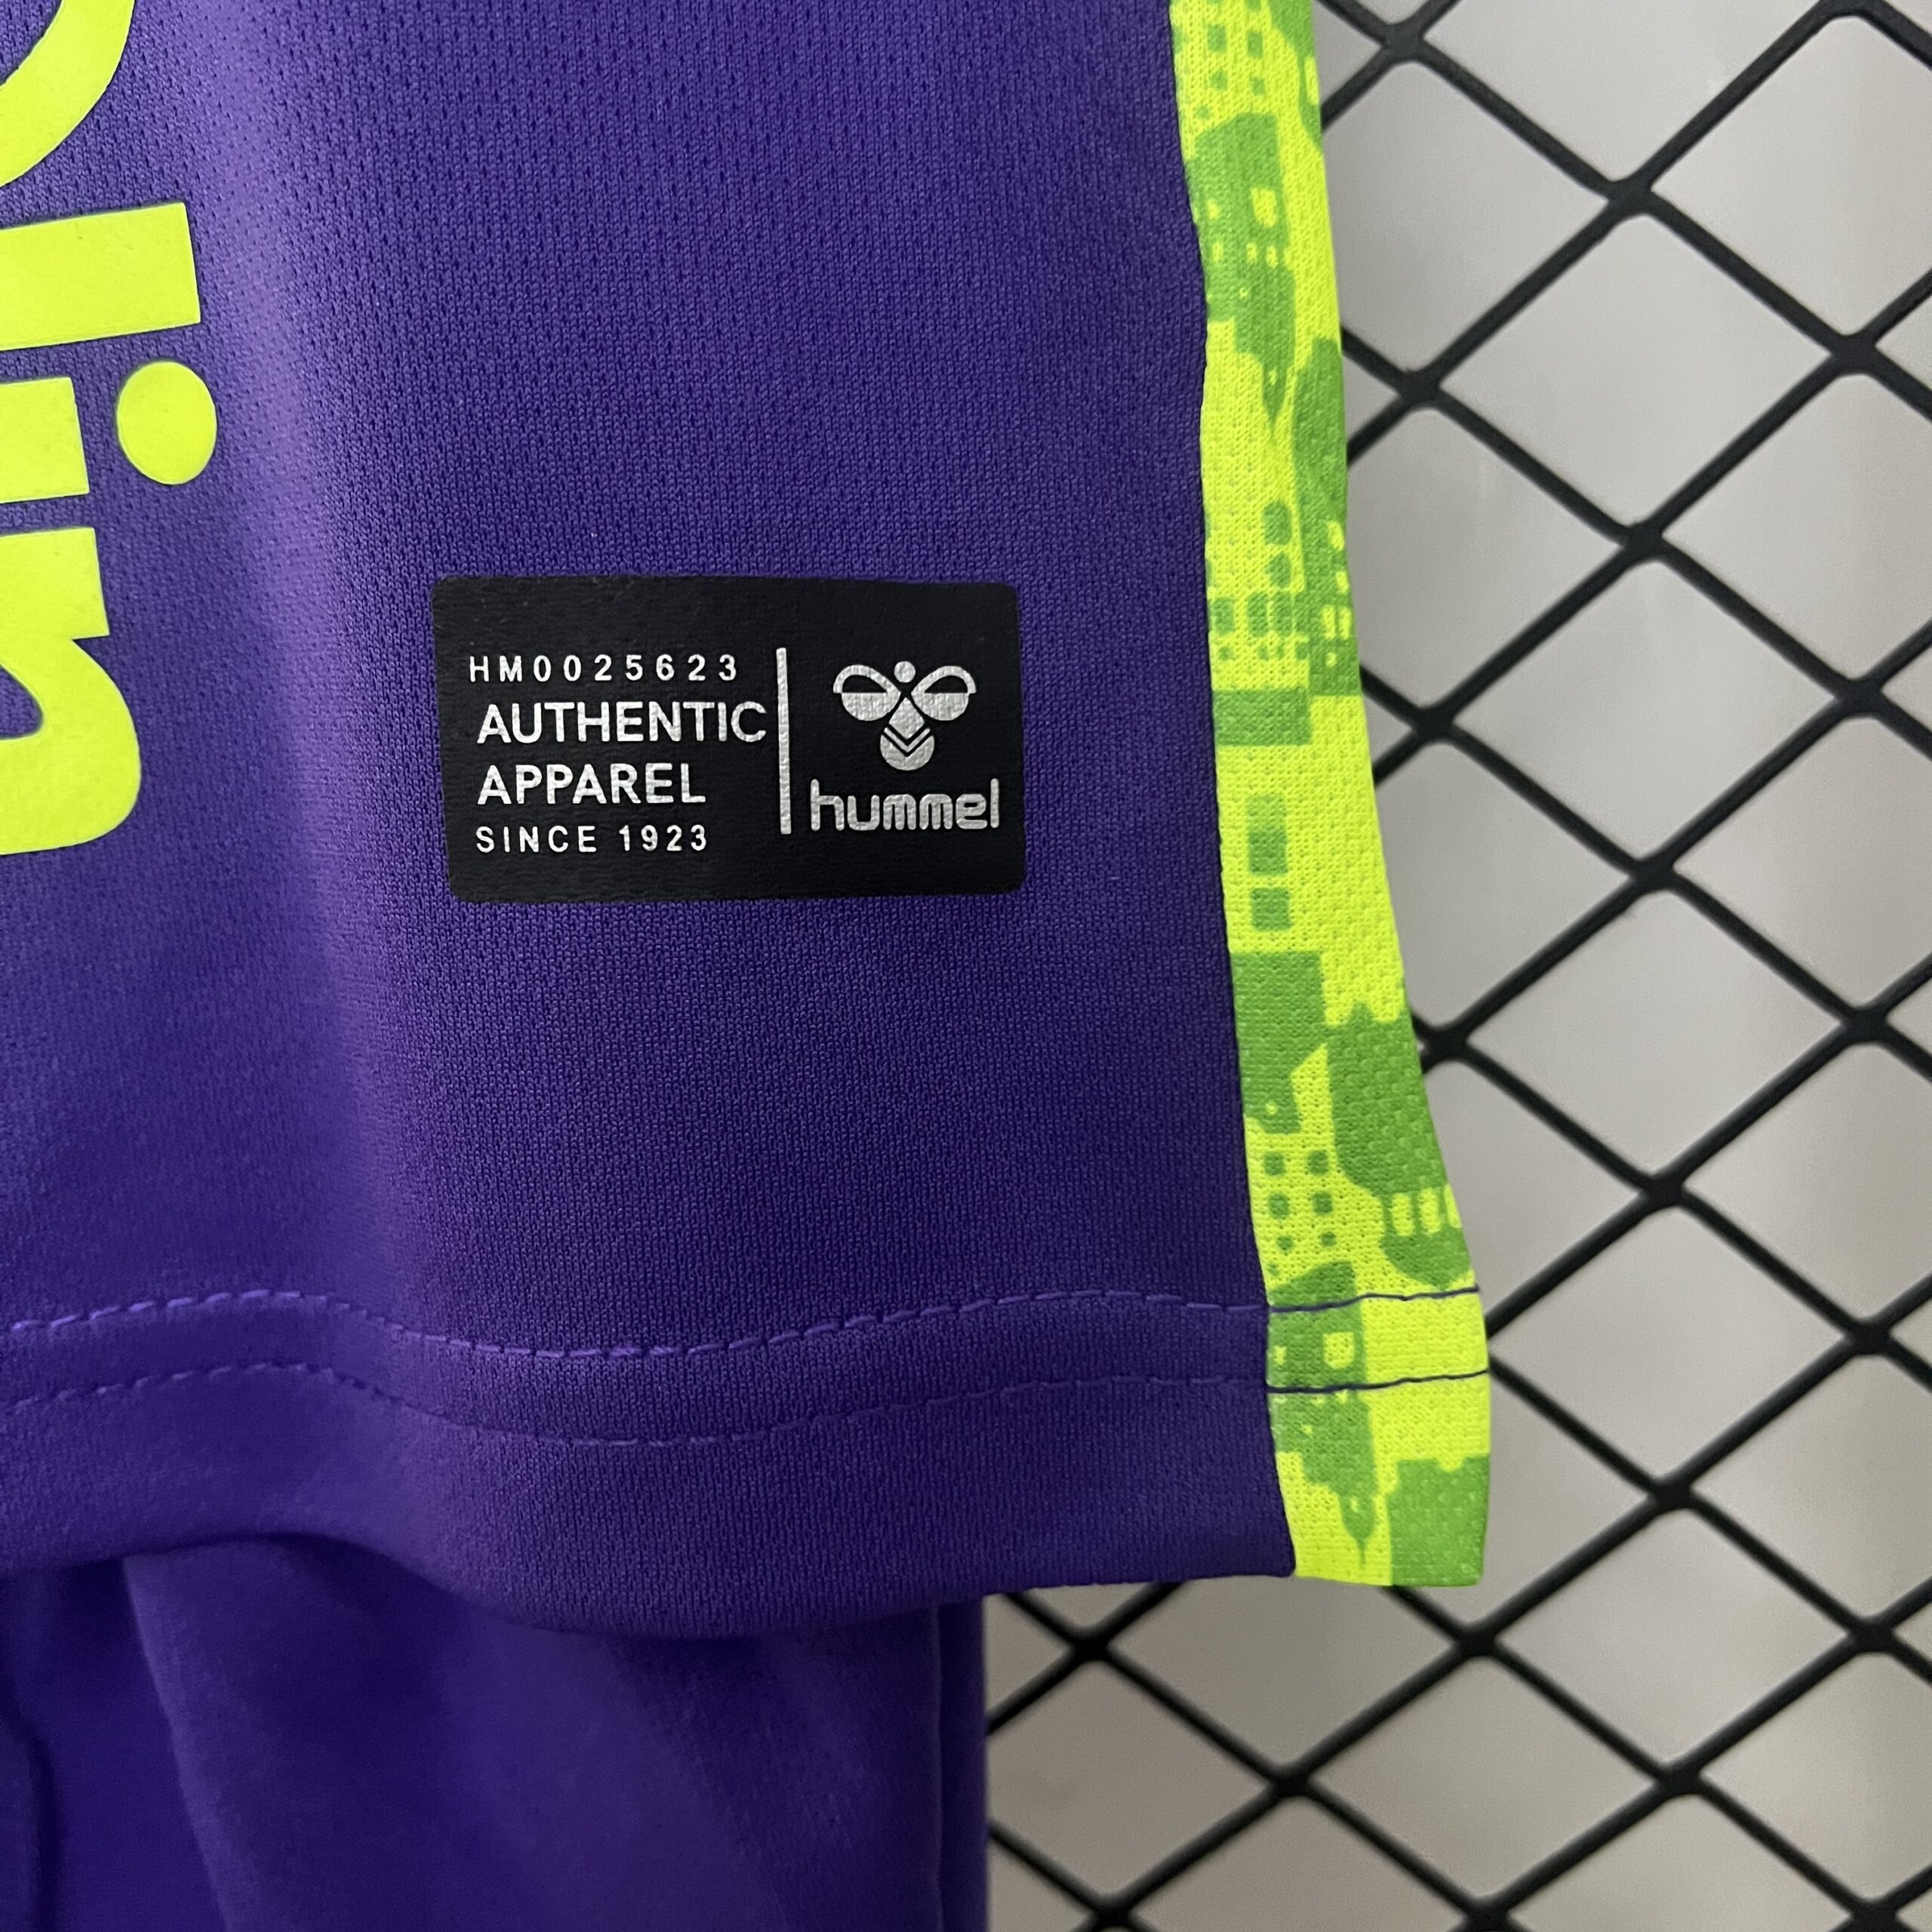 HM0025623
AUTHENTIC
APPAREL
SINCE 1923
hummel